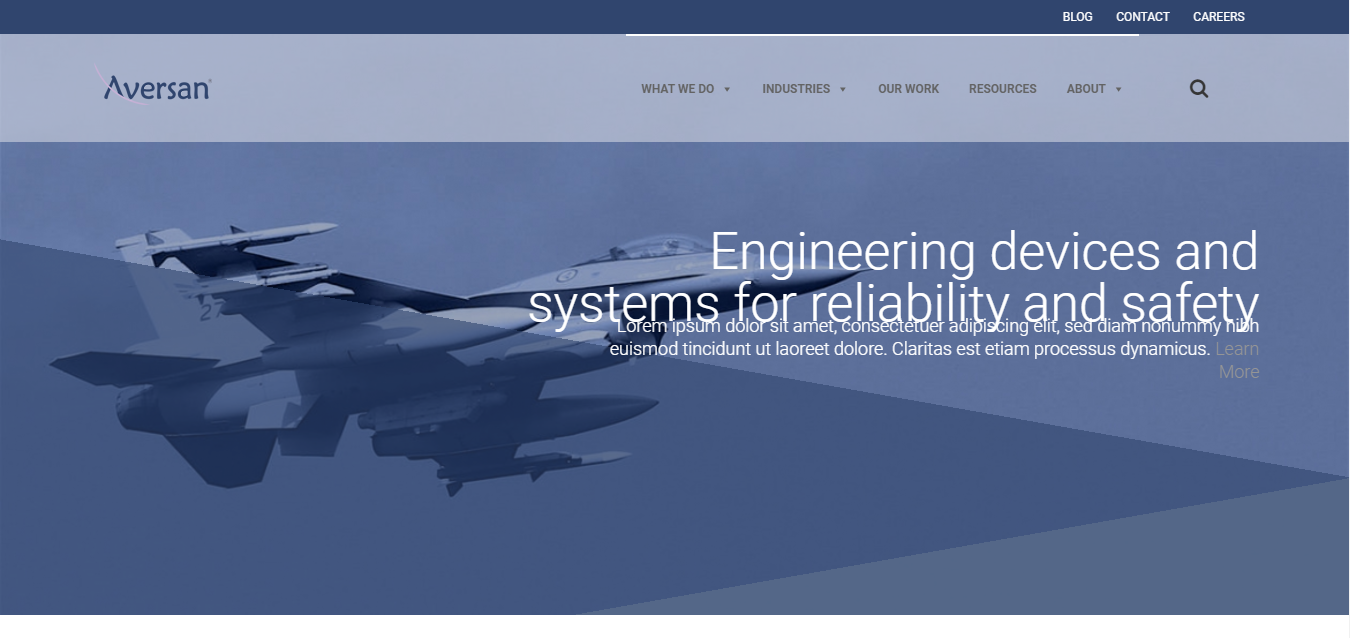 BLOG CONTACT CAREERS
Aversan®
WHAT WE DO INDUSTRIES OUR WORK RESOURCES ABOUT
27
Engineering devices and
systems for reliability and safety
Lorem ipsum dolor sit amet, consectetuer adipiscing elit, sed diam nonummy nibh
euismod tincidunt ut laoreet dolore. Claritas est etiam processus dynamicus. Learn
More